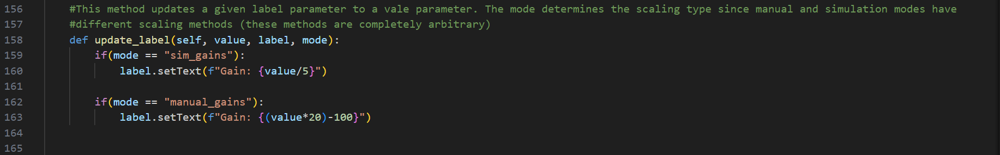 156 #This method updates a given label parameter to a vale parameter. The mode determines the scaling type since manual and simulation modes have
157 #different scaling methods (these methods are completely arbitrary)
158 def update_label(self, value, label, mode):
159 if(mode == "sim_gains"):
160 label.setText(f"Gain: {value/5}")
161
162 if(mode == "manual_gains"):
163 label.setText(f"Gain: {(value*20)-100}")
164
165